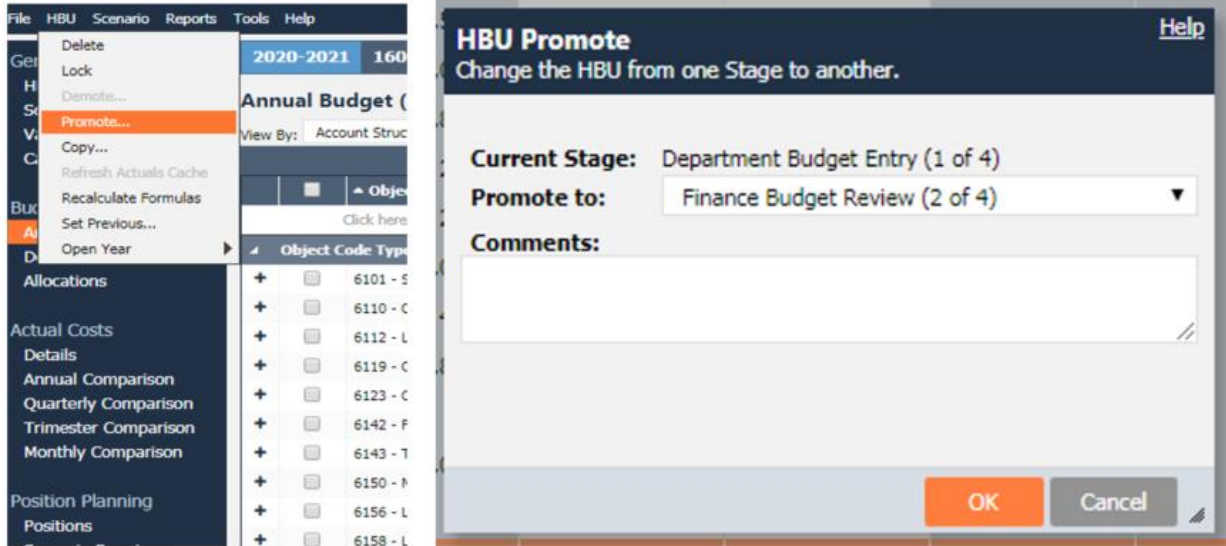 File HBU Scenario Reports Tools Help
Delete
Lock
Demote...
Promote...
Copy...
Refresh Actuals Cache
Recalculate Formulas
Set Previous...
Open Year
Allocations
Actual Costs
Details
Annual Comparison
Quarterly Comparison
Trimester Comparison
Monthly Comparison
Position Planning
Positions
2020-2021 160
Annual Budget (
View By: Account Struc
Click here
Object Code Type
6101 - S
6110 - C
6112 - L
6119 - C
6123 - C
6142 - F
6143 - T
6150 - N
6156 - L
6158 - L
Help
HBU Promote
Change the HBU from one Stage to another.
Current Stage: Department Budget Entry (1 of 4)
Promote to: Finance Budget Review (2 of 4)
Comments:
OK Cancel